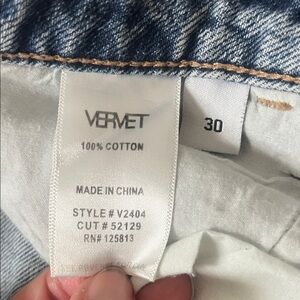 VERVET
100% COTTON
MADE IN CHINA
STYLE # V2404
CUT # 52129
RN# 125813
30